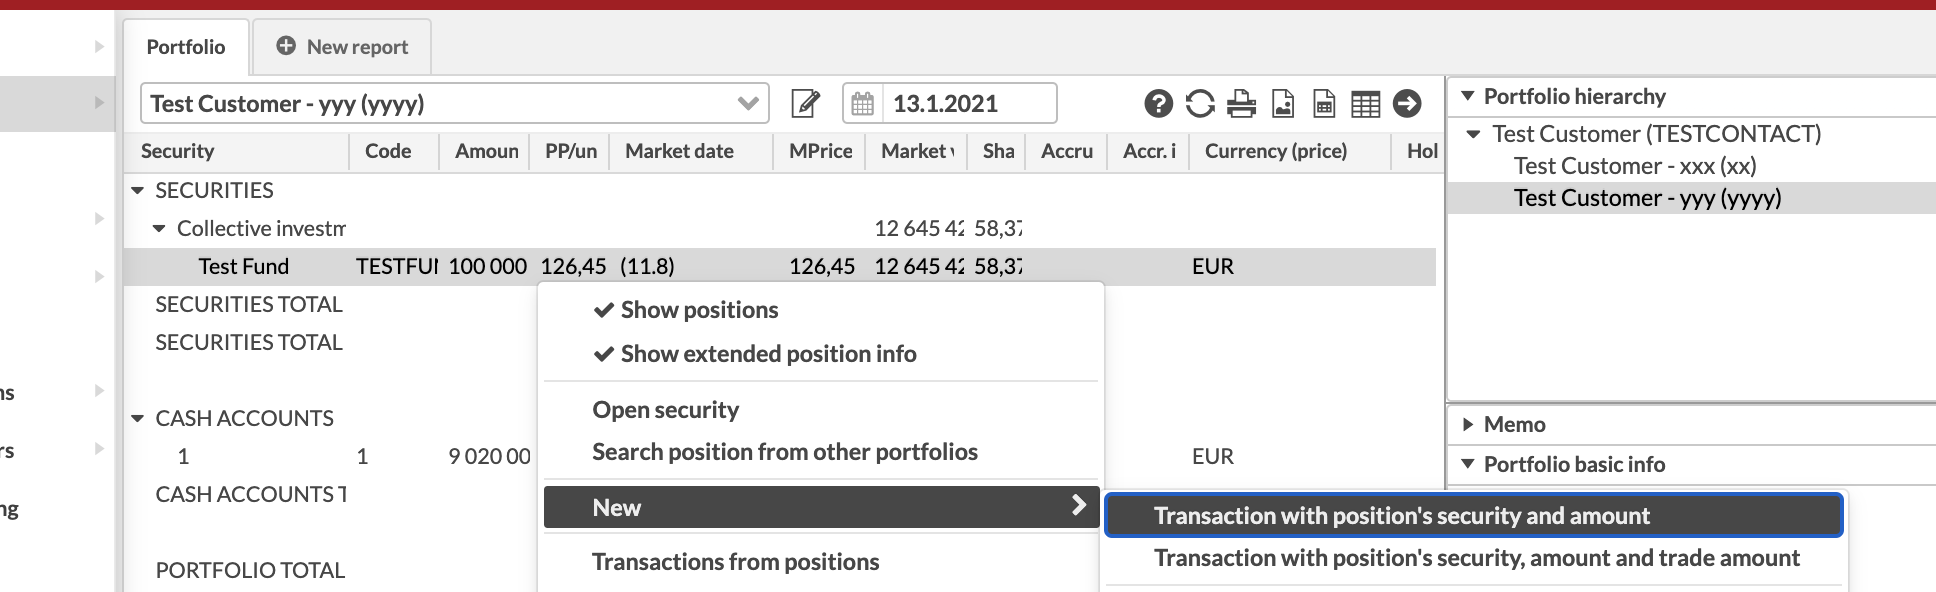 Portfolio New report
Test Customer - yyy (yyyy) 13.1.2021
Security Code Amoun PP/un Market date MPrice Market Sha Accru Accr. i Currency (price) Hol
SECURITIES
Collective investm 12 645 42 58,37
Test Fund TESTFUI 100 000 126,45 (11.8) 126,45 12 645 42 58,37 EUR
SECURITIES TOTAL
SECURITIES TOTAL
CASH ACCOUNTS
1 1 9 020 00 EUR
CASH ACCOUNTS T
PORTFOLIO TOTAL
Show positions
Show extended position info
Open security
Search position from other portfolios
New
Transactions from positions
Transaction with position's security and amount
Transaction with position's security, amount and trade amount
Portfolio hierarchy
Test Customer (TESTCONTACT)
Test Customer - xxx (xx)
Test Customer - yyy (yyyy)
Memo
Portfolio basic info
ns
rs
ng